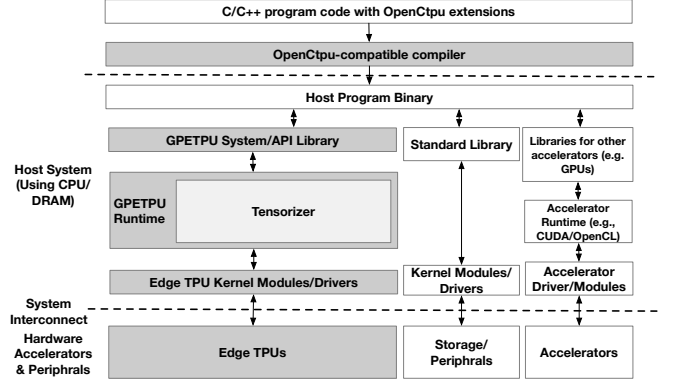 C/C++ program code with OpenCtpu extensions
OpenCtpu-compatible compiler
Host Program Binary
GPETPU System/API Library
Standard Library
Libraries for other
accelerators (e.g.
GPUs)
Host System
(Using CPU/
DRAM)
GPETPU
Runtime
Tensorizer
Accelerator
Runtime (e.g.,
CUDA/OpenCL)
Edge TPU Kernel Modules/Drivers
Kernel Modules/
Drivers
Accelerator
Driver/Modules
System
Interconnect
Hardware
Accelerators
& Periphrals
Edge TPUs
Storage/
Periphrals
Accelerators